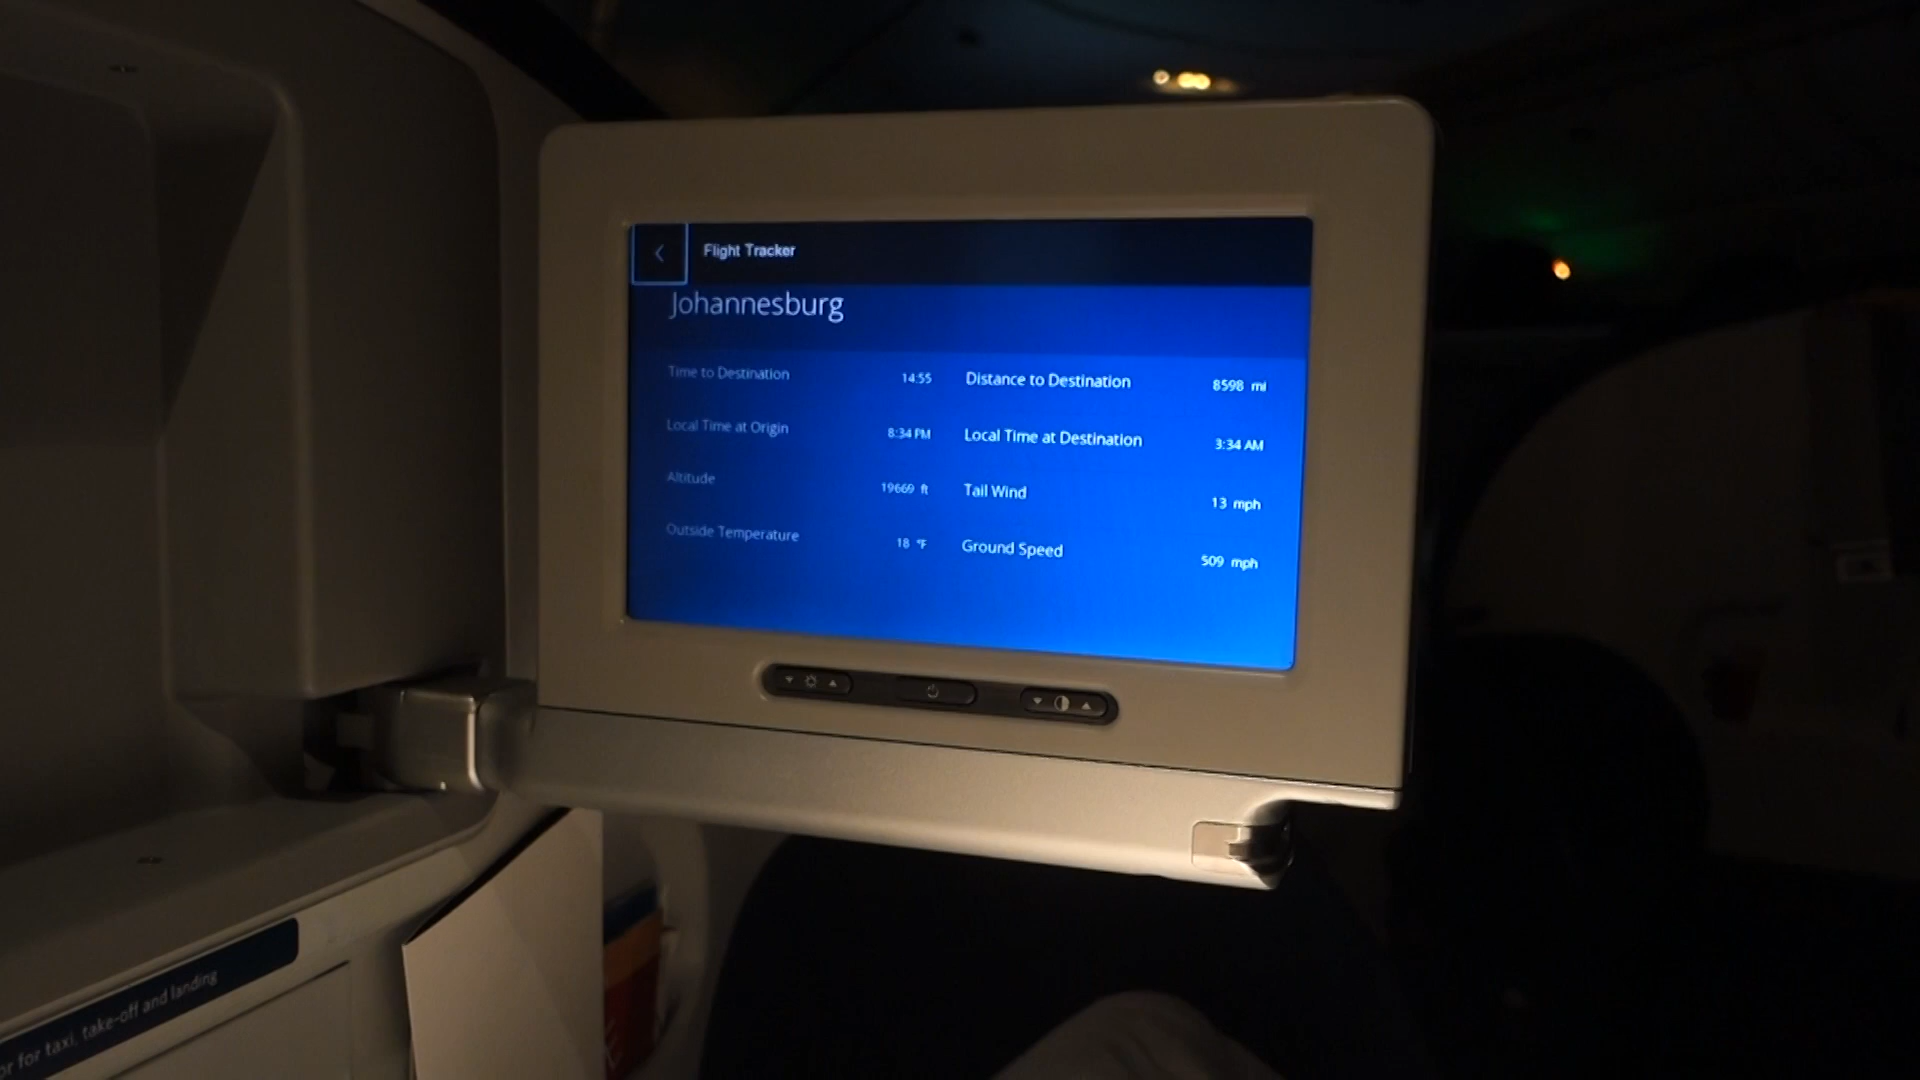 Flight Tracker
Johannesburg
Time to Destination 14:55 Distance to Destination 8598 mi
Local Time at Origin 8:34 PM Local Time at Destination 3:34 AM
Altitude 19669 ft Tail Wind 13 mph
Outside Temperature 18 °F Ground Speed 509 mph
for taxi, take-off and landing